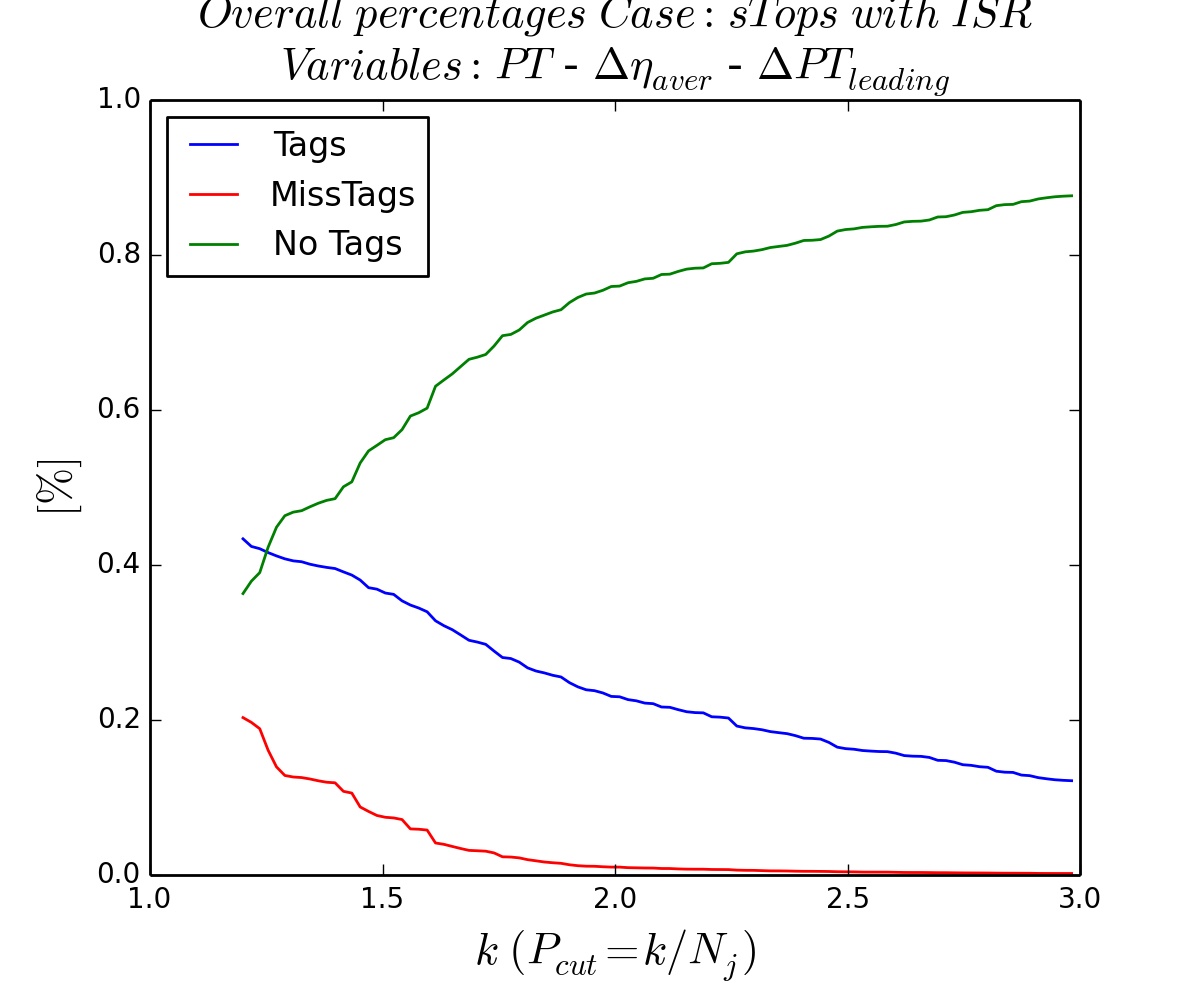 Overall percentages Case: sTops with ISR
Variables: PT - Δη_aver - ΔPT_leading
1.0
Tags
MissTags
No Tags
0.8
0.6
[%]
0.4
0.2
0.0
1.0 1.5 2.0 2.5 3.0
k (P_cut = k/N_j)